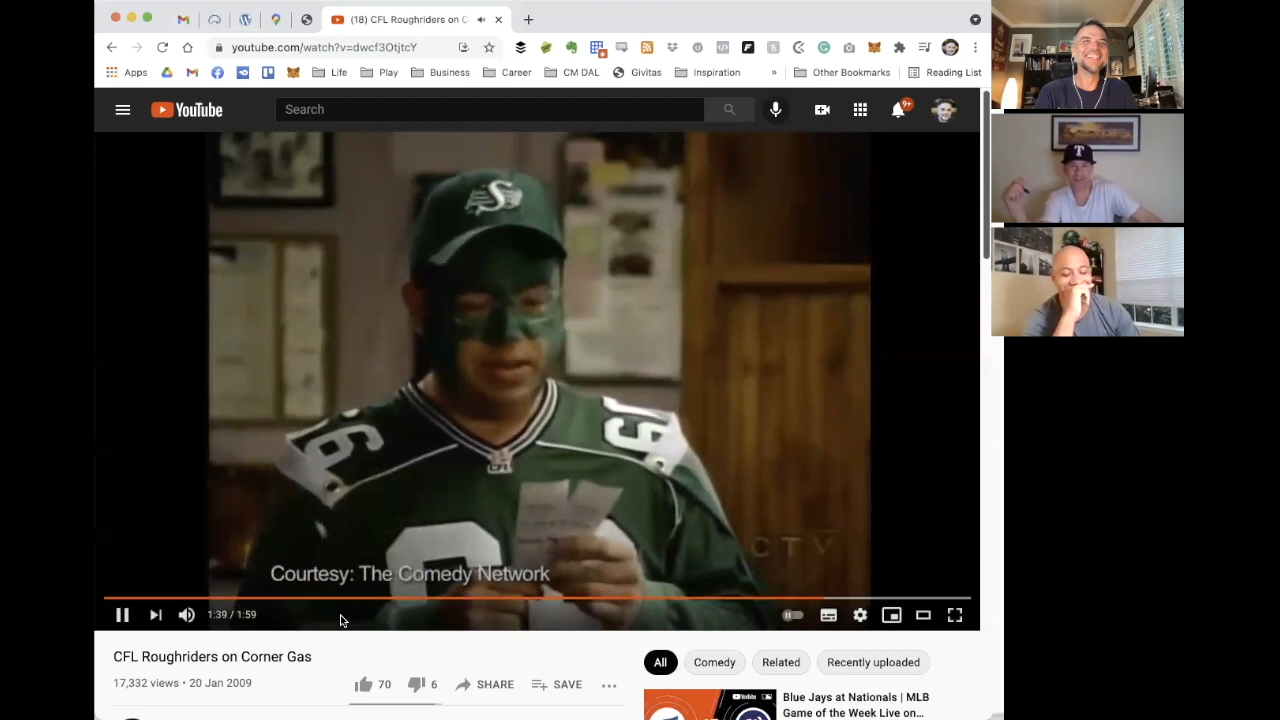 (18) CFL Roughriders on C
youtube.com/watch?v=dwcf3OtjtcY
Apps
Life
Play
Business
Career
CM DAL
Givitas
Inspiration
»
Other Bookmarks
Reading List
YouTube
Search
9+
S
T
CTV
Courtesy: The Comedy Network
1:39 / 1:59
CFL Roughriders on Corner Gas
17,332 views • 20 Jan 2009
70
6
SHARE
SAVE
All
Comedy
Related
Recently uploaded
YouTube
Blue Jays at Nationals | MLB
Game of the Week Live on...